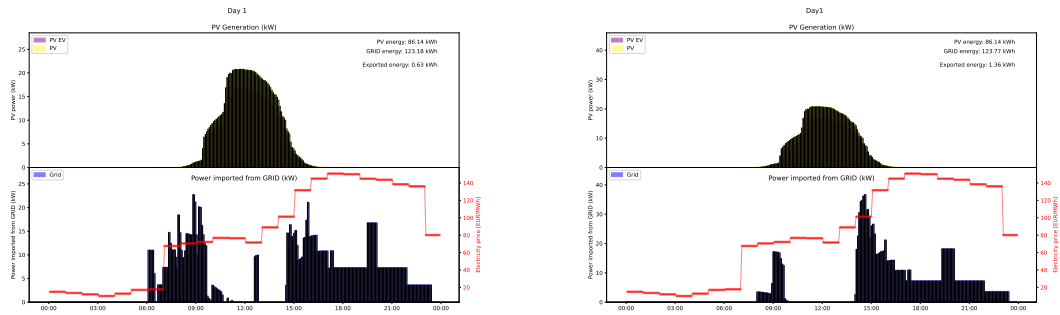 Day 1
PV Generation (kW)
PV EV
PV
PV energy: 86.14 kWh
GRID energy: 123.18 kWh
Exported energy: 0.63 kWh
PV power (kW)
25
20
15
10
5
0
Grid
Power imported from GRID (kW)
Power imported from GRID (kW)
25
20
15
10
5
0
140
120
100
80
60
40
20
Electricity price [EUR/MWh]
00:00 03:00 06:00 09:00 12:00 15:00 18:00 21:00 00:00
Day1
PV Generation (kW)
PV EV
PV
PV energy: 86.14 kWh
GRID energy: 123.77 kWh
Exported energy: 1.36 kWh
PV power (kW)
40
30
20
10
0
Grid
Power imported from GRID (kW)
Power imported from GRID (kW)
40
30
20
10
0
140
120
100
80
60
40
20
Electricity price [EUR/MWh]
00:00 03:00 06:00 09:00 12:00 15:00 18:00 21:00 00:00